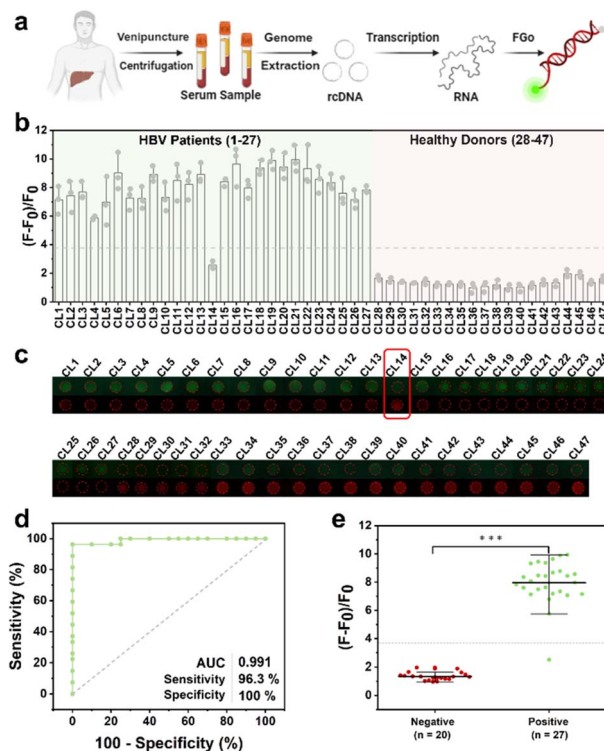 a
Venipuncture
Centrifugation
Serum Sample
Genome
Extraction
rcDNA
Transcription
RNA
FGo
b
(F-F0)/F0
12
10
8
6
4
2
0
HBV Patients (1-27)
Healthy Donors (28-47)
CL1 CL2 CL3 CL4 CL5 CL6 CL7 CL8 CL9 CL10 CL11 CL12 CL13 CL14 CL15 CL16 CL17 CL18 CL19 CL20 CL21 CL22 CL23 CL24 CL25 CL26 CL27 CL28 CL29 CL30 CL31 CL32 CL33 CL34 CL35 CL36 CL37 CL38 CL39 CL40 CL41 CL42 CL43 CL44 CL45 CL46 CL47
c
CL1 CL2 CL3 CL4 CL5 CL6 CL7 CL8 CL9 CL10 CL11 CL12 CL13 CL14 CL15 CL16 CL17 CL18 CL19 CL20 CL21 CL22 CL23 CL24
CL25 CL26 CL27 CL28 CL29 CL30 CL31 CL32 CL33 CL34 CL35 CL36 CL37 CL38 CL39 CL40 CL41 CL42 CL43 CL44 CL45 CL46 CL47
d
Sensitivity (%)
100
80
60
40
20
0
AUC 0.991
Sensitivity 96.3 %
Specificity 100 %
0 20 40 60 80 100
100 - Specificity (%)
e
(F-F0)/F0
12
10
8
6
4
2
0
***
Negative
(n = 20)
Positive
(n = 27)